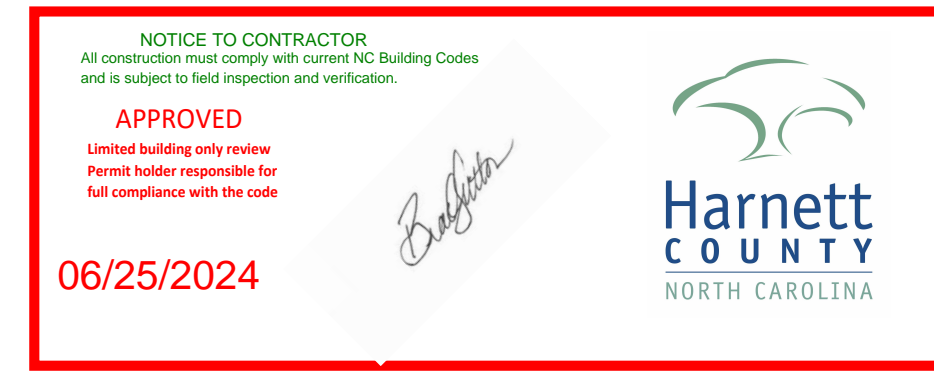 NOTICE TO CONTRACTOR
All construction must comply with current NC Building Codes
and is subject to field inspection and verification.
APPROVED
Limited building only review
Permit holder responsible for
full compliance with the code
06/25/2024
Harnett
COUNTY
NORTH CAROLINA